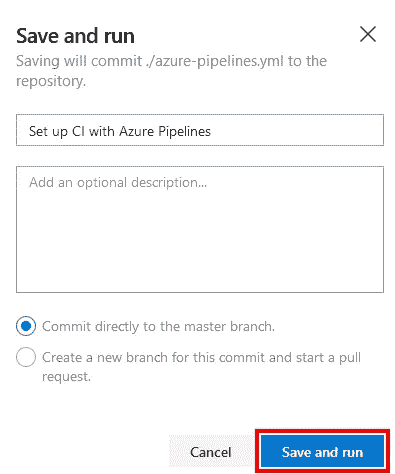 Save and run
Saving will commit ./azure-pipelines.yml to the
repository.
Set up CI with Azure Pipelines
Add an optional description...
Commit directly to the master branch.
Create a new branch for this commit and start a pull
request.
Cancel
Save and run